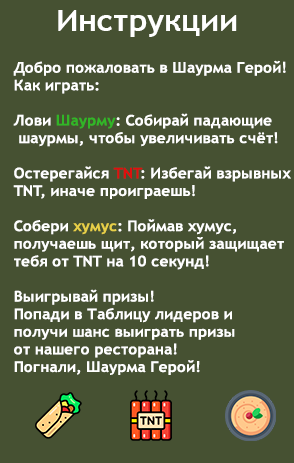 Инструкции
Добро пожаловать в Шаурма Герой!
Как играть:
Лови Шаурму: Собирай падающие
шаурмы, чтобы увеличивать счёт!
Остерегайся TNT: Избегай взрывных
TNT, иначе проиграешь!
Собери хумус: Поймав хумус,
получаешь щит, который защищает
тебя от TNT на 10 секунд!
Выигрывай призы!
Попади в Таблицу лидеров и
получи шанс выиграть призы
от нашего ресторана!
Погнали, Шаурма Герой!
TNT